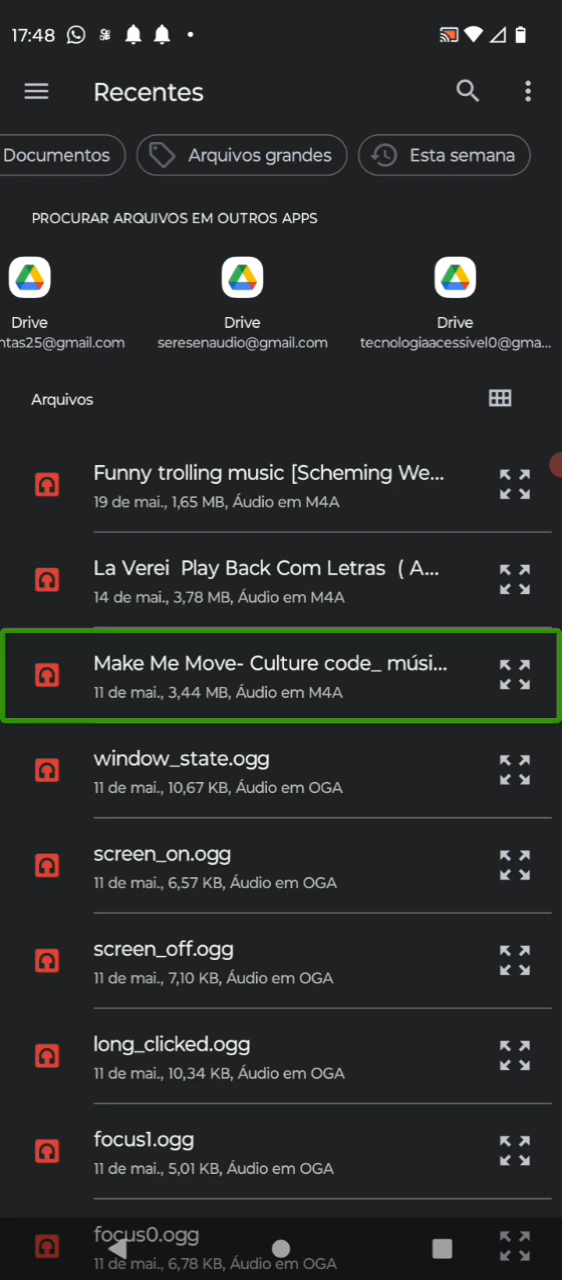 17:48
Recentes
Documentos
Arquivos grandes
Esta semana
PROCURAR ARQUIVOS EM OUTROS APPS
Drive
ntas25@gmail.com
Drive
seresenaudio@gmail.com
Drive
tecnologiaacessivel0@gma...
Arquivos
Funny trolling music [Scheming We...
19 de mai., 1,65 MB, Áudio em M4A
La Verei Play Back Com Letras ( A...
14 de mai., 3,78 MB, Áudio em M4A
Make Me Move- Culture code_ músi...
11 de mai., 3,44 MB, Áudio em M4A
window_state.ogg
11 de mai., 10,67 KB, Áudio em OGA
screen_on.ogg
11 de mai., 6,57 KB, Áudio em OGA
screen_off.ogg
11 de mai., 7,10 KB, Áudio em OGA
long_clicked.ogg
11 de mai., 10,34 KB, Áudio em OGA
focus1.ogg
11 de mai., 5,01 KB, Áudio em OGA
focus0.ogg
11 de mai., 6,78 KB, Áudio em OGA